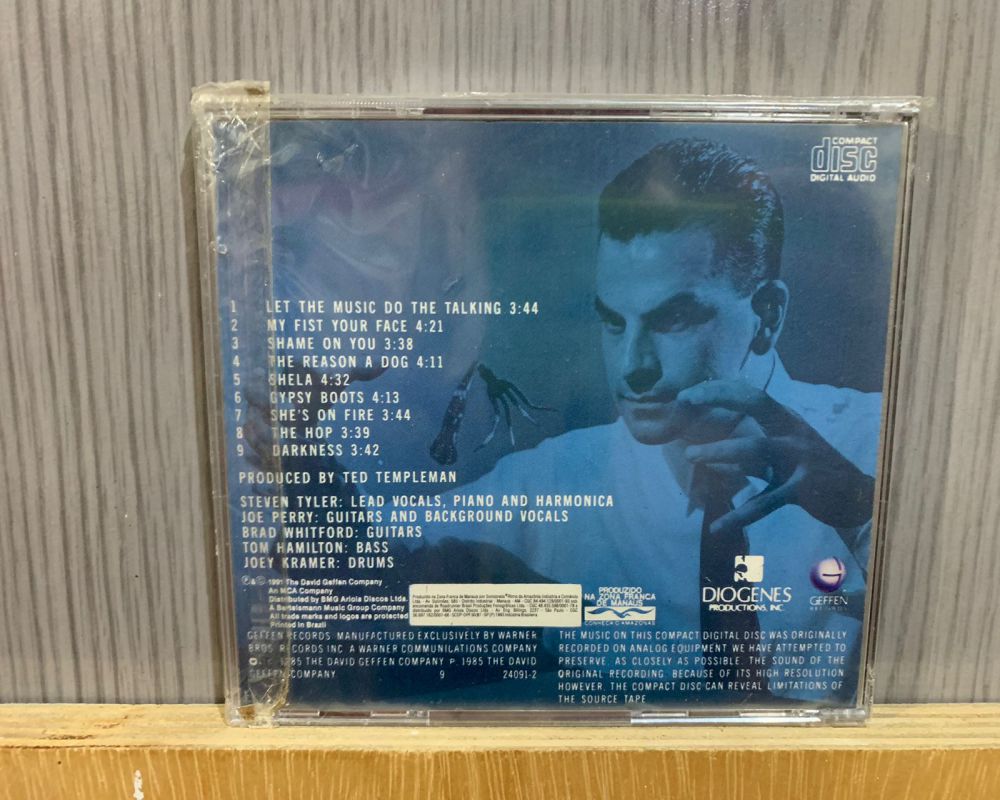 COMPACT
disc
DIGITAL AUDIO
1 LET THE MUSIC DO THE TALKING 3:44
2 MY FIST YOUR FACE 4:21
3 SHAME ON YOU 3:38
4 THE REASON A DOG 4:11
5 SHELA 4:32
6 GYPSY BOOTS 4:13
7 SHE'S ON FIRE 3:44
8 THE HOP 3:39
9 DARKNESS 3:42
PRODUCED BY TED TEMPLEMAN
STEVEN TYLER: LEAD VOCALS, PIANO AND HARMONICA
JOE PERRY: GUITARS AND BACKGROUND VOCALS
BRAD WHITFORD: GUITARS
TOM HAMILTON: BASS
JOEY KRAMER: DRUMS
℗ & © 1991 The David Geffen Company
An MCA Company
Distributed by BMG Ariola Discos Ltda.
A Bertelsmann Music Group Company
All trade marks and logos are protected
Printed in Brazil
PRODUZIDO
NA ZONA FRANCA
DE MANAUS
CONHEÇA O AMAZONAS
DIOGENES
PRODUCTIONS, INC.
GEFFEN
RECORDS
GEFFEN RECORDS MANUFACTURED EXCLUSIVELY BY WARNER
BROS. RECORDS INC. A WARNER COMMUNICATIONS COMPANY
1985 THE DAVID GEFFEN COMPANY P 1985 THE DAVID
GEFFEN COMPANY 9 24091-2
THE MUSIC ON THIS COMPACT DIGITAL DISC WAS ORIGINALLY
RECORDED ON ANALOG EQUIPMENT WE HAVE ATTEMPTED TO
PRESERVE, AS CLOSELY AS POSSIBLE, THE SOUND OF THE
ORIGINAL RECORDING. BECAUSE OF ITS HIGH RESOLUTION
HOWEVER, THE COMPACT DISC CAN REVEAL LIMITATIONS OF
THE SOURCE TAPE